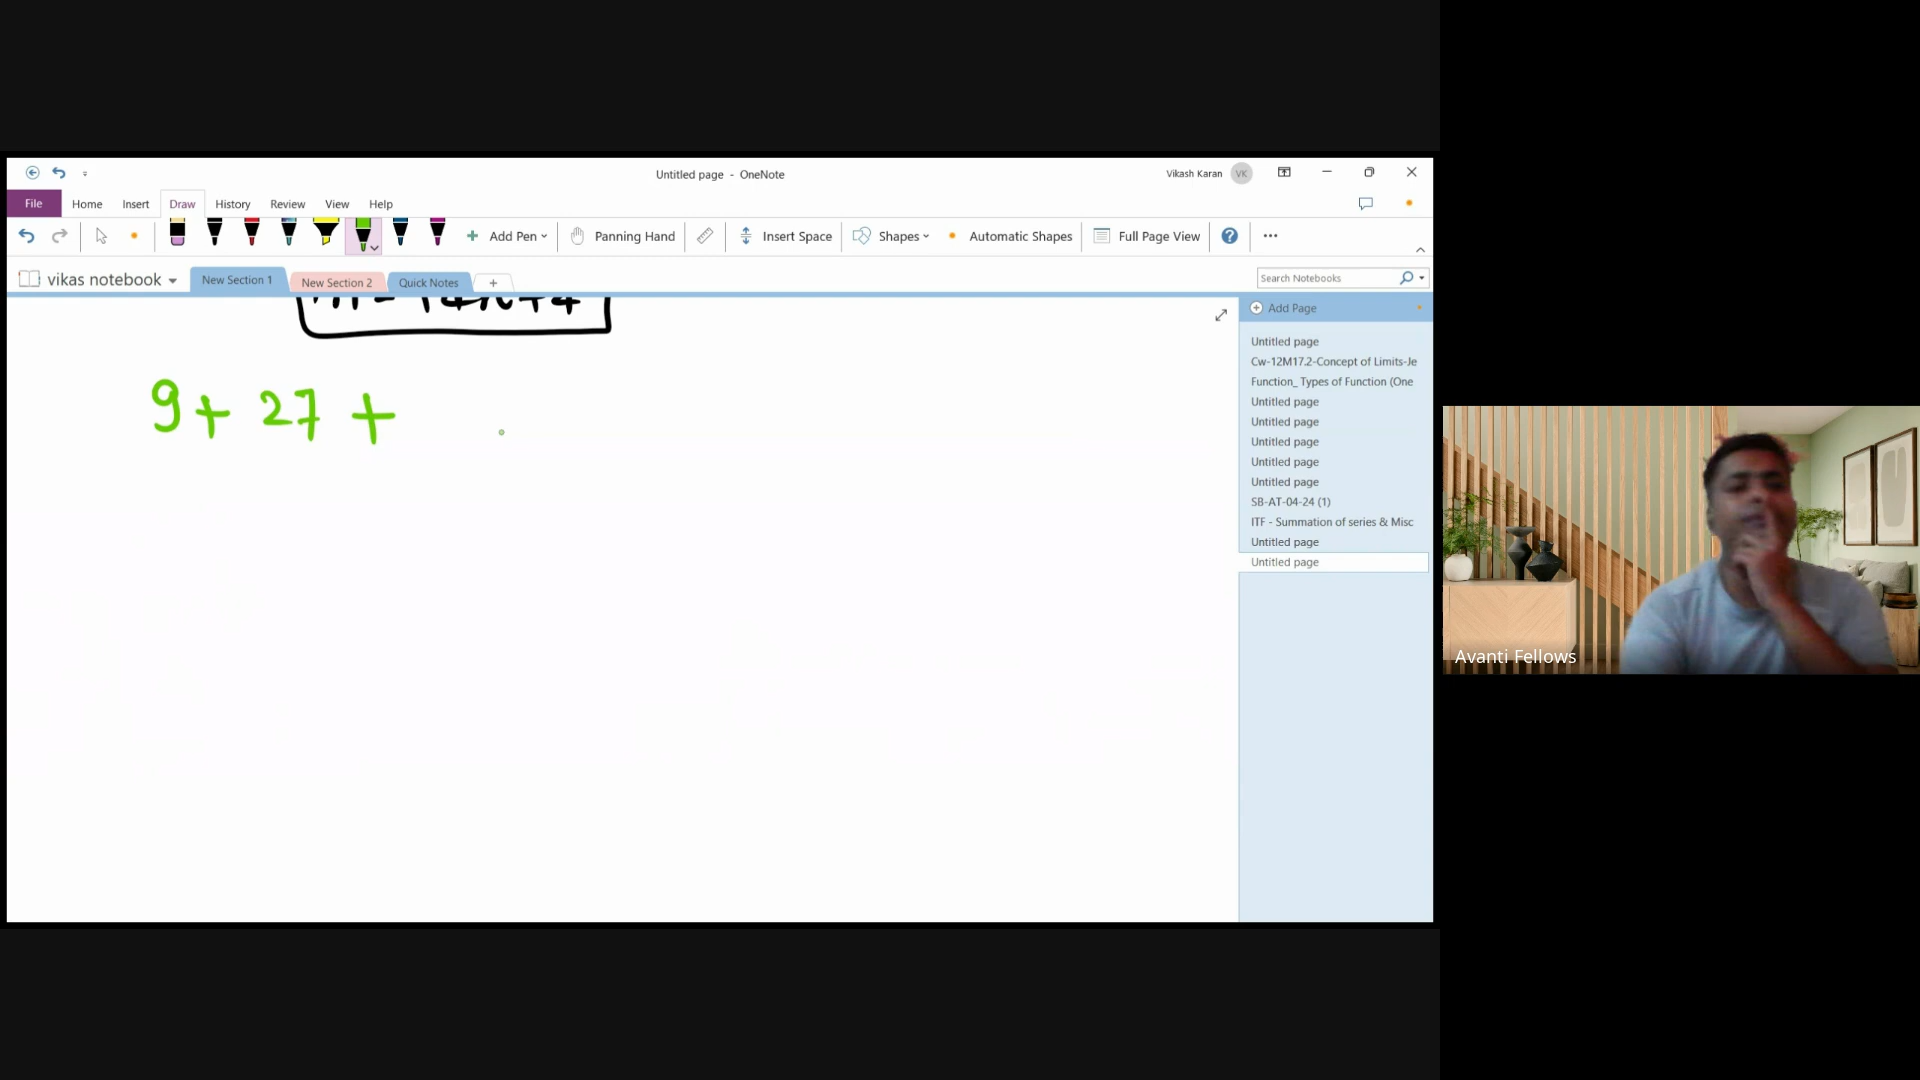 Untitled page - OneNote
Vikash Karan VK
File Home Insert Draw History Review View Help
Add Pen Panning Hand Insert Space Shapes Automatic Shapes Full Page View ? ...
vikas notebook New Section 1 New Section 2 Quick Notes + Search Notebooks
Add Page
Untitled page
Cw-12M17.2-Concept of Limits-Je
Function_ Types of Function (One
Untitled page
Untitled page
Untitled page
Untitled page
Untitled page
SB-AT-04-24 (1)
ITF - Summation of series & Misc
Untitled page
Untitled page
9+ 27 +
Avanti Fellows